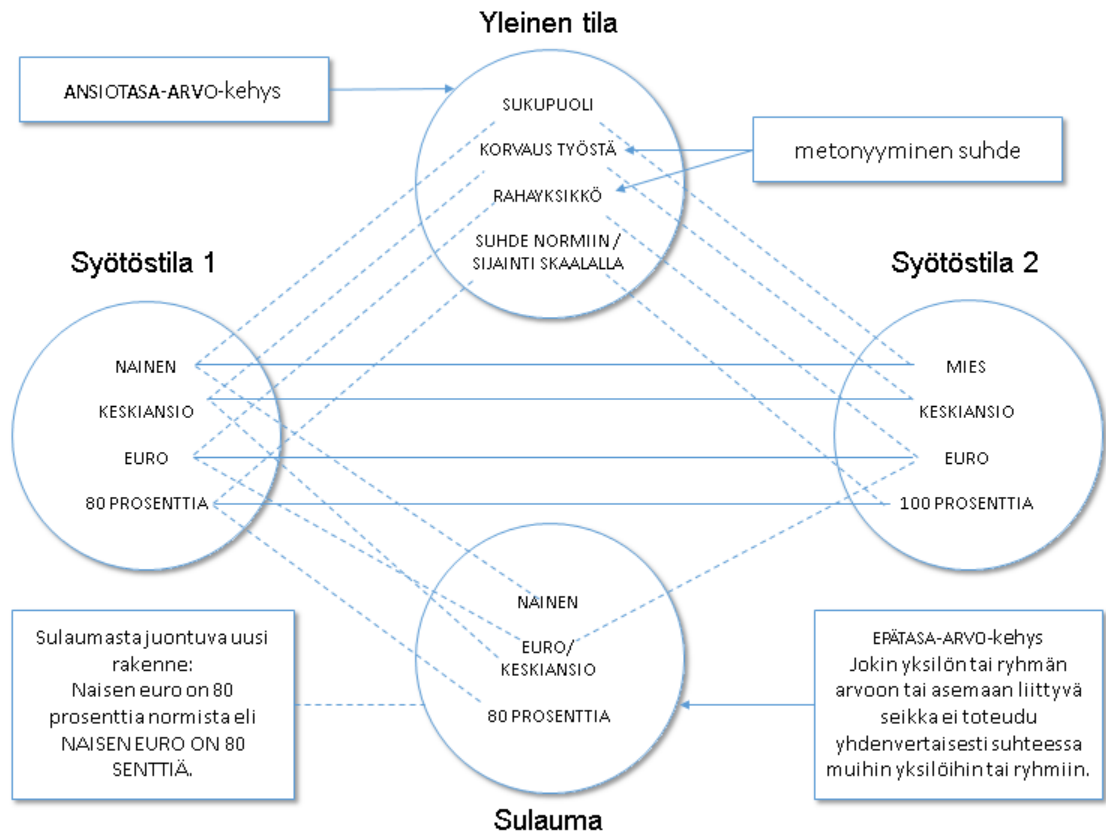 Yleinen tila
ANSIOTASA-ARVO-kehys
SUKUPUOLI
KORVAUS TYÖSTÄ
RAHAYKSIKKÖ
SUHDE NORMIIN /
SIJAINTI SKAALALLA
metonyyminen suhde
Syötöstila 1
NAINEN
KESKIANSIO
EURO
80 PROSENTTIA
Syötöstila 2
MIES
KESKIANSIO
EURO
100 PROSENTTIA
NAINEN
EURO/
KESKIANSIO
80 PROSENTTIA
Sulaumasta juontuva uusi
rakenne:
Naisen euro on 80
prosenttia normista eli
NAISEN EURO ON 80
SENTTIÄ.
EPÄTASA-ARVO-kehys
Jokin yksilön tai ryhmän
arvoon tai asemaan liittyvä
seikka ei toteudu
yhdenvertaisesti suhteessa
muihin yksilöihin tai ryhmiin.
Sulauma